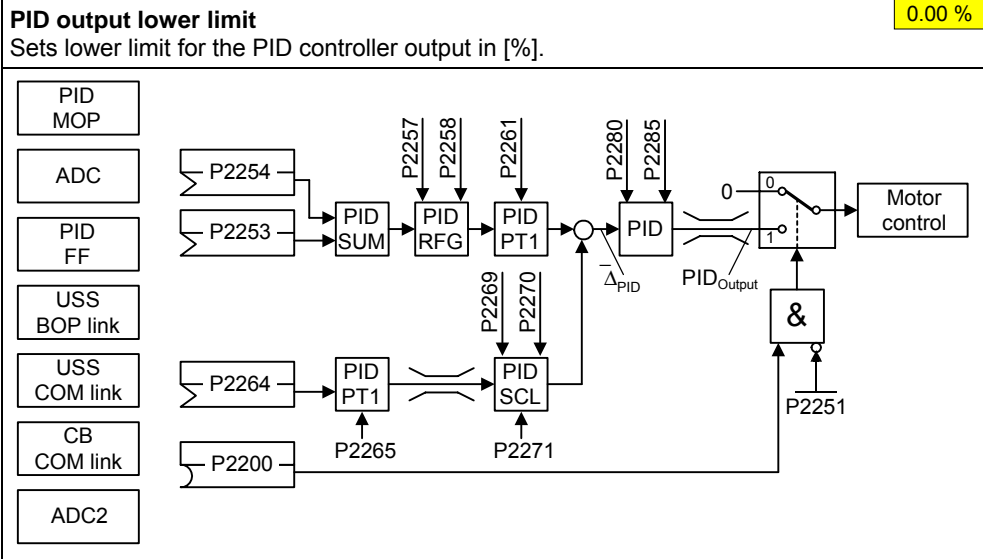 PID output lower limit
0.00 %
Sets lower limit for the PID controller output in [%].
PID
MOP
ADC
PID
FF
USS
BOP link
USS
COM link
CB
COM link
ADC2
P2254
P2253
P2264
P2200
PID
SUM
P2257
P2258
PID
RFG
P2261
PID
PT1
Δ̅PID
P2280
P2285
PID
PIDOutput
0
0
1
Motor
control
&
P2251
PID
PT1
P2265
P2269
P2270
PID
SCL
P2271